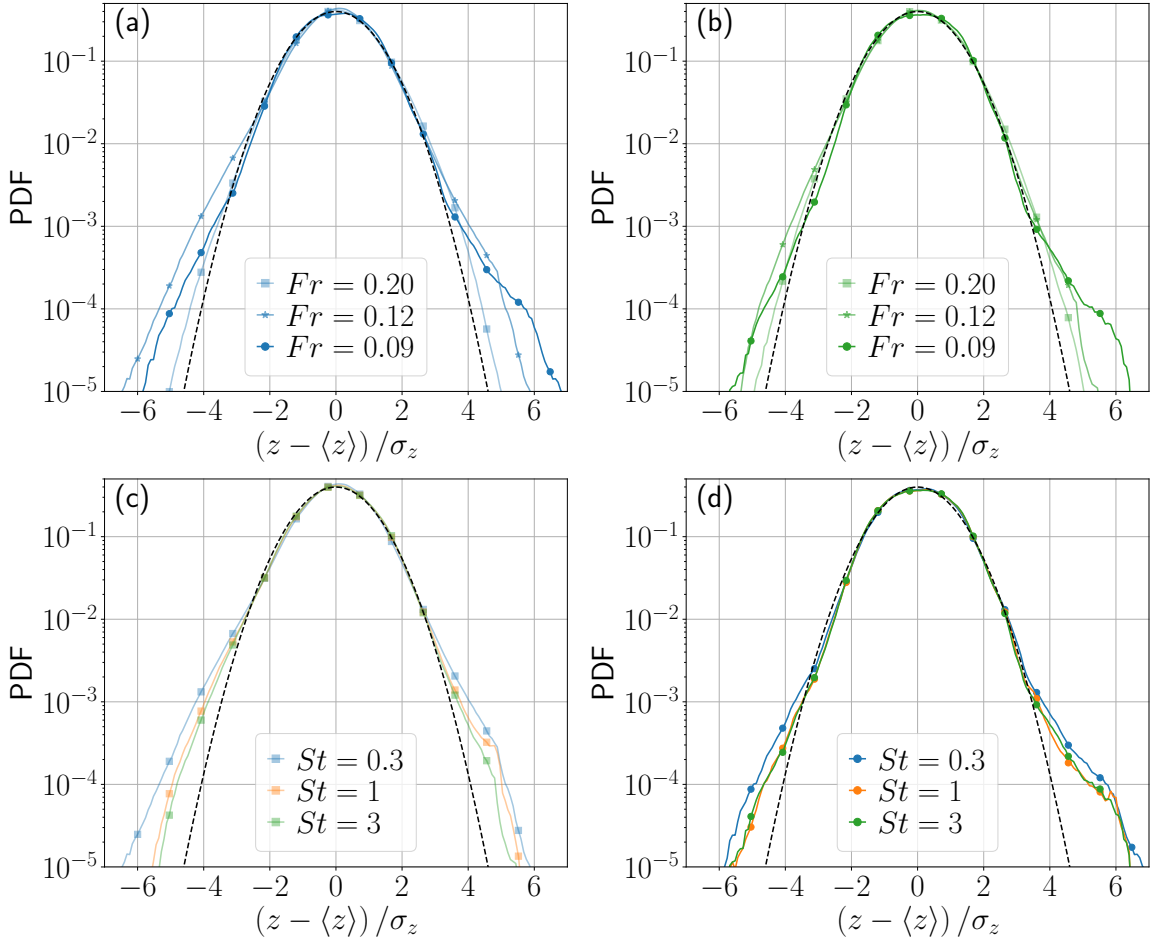 (a)
PDF
10^{-1}
10^{-2}
10^{-3}
10^{-4}
10^{-5}
Fr = 0.20
Fr = 0.12
Fr = 0.09
−6 −4 −2 0 2 4 6
(z − ⟨z⟩) /σ_z
(b)
PDF
10^{-1}
10^{-2}
10^{-3}
10^{-4}
10^{-5}
Fr = 0.20
Fr = 0.12
Fr = 0.09
−6 −4 −2 0 2 4 6
(z − ⟨z⟩) /σ_z
(c)
PDF
10^{-1}
10^{-2}
10^{-3}
10^{-4}
10^{-5}
St = 0.3
St = 1
St = 3
−6 −4 −2 0 2 4 6
(z − ⟨z⟩) /σ_z
(d)
PDF
10^{-1}
10^{-2}
10^{-3}
10^{-4}
10^{-5}
St = 0.3
St = 1
St = 3
−6 −4 −2 0 2 4 6
(z − ⟨z⟩) /σ_z